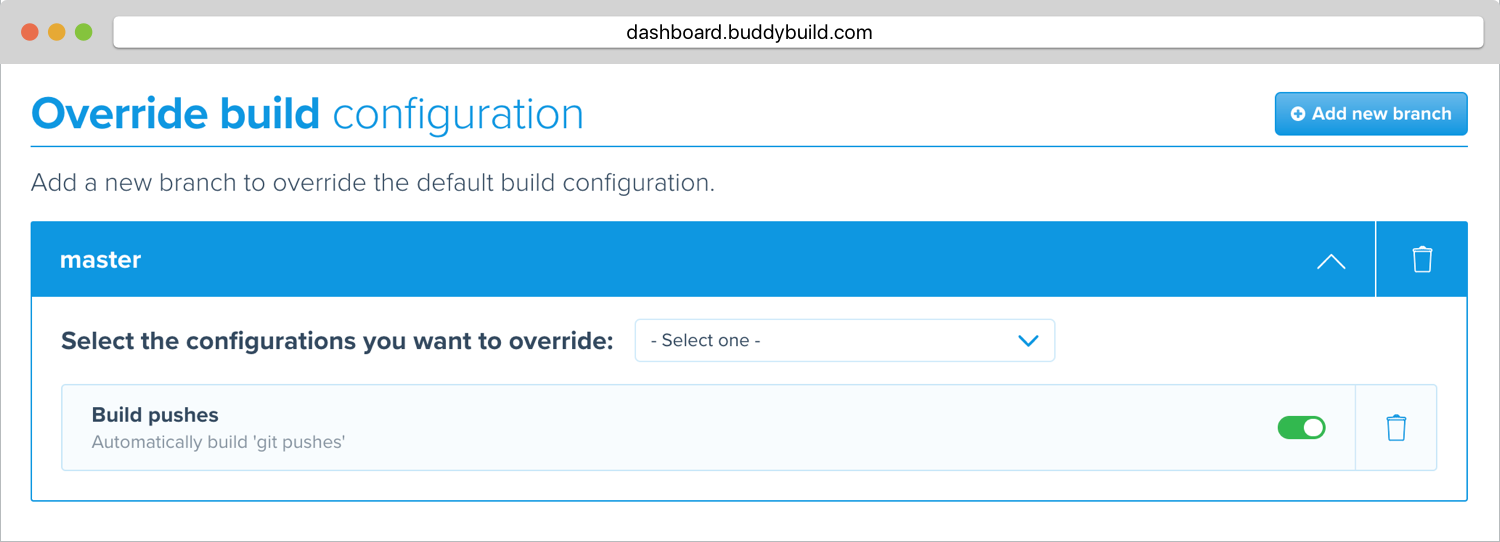 dashboard.buddybuild.com
Override build configuration
Add new branch
Add a new branch to override the default build configuration.
master
Select the configurations you want to override:
- Select one -
Build pushes
Automatically build 'git pushes'